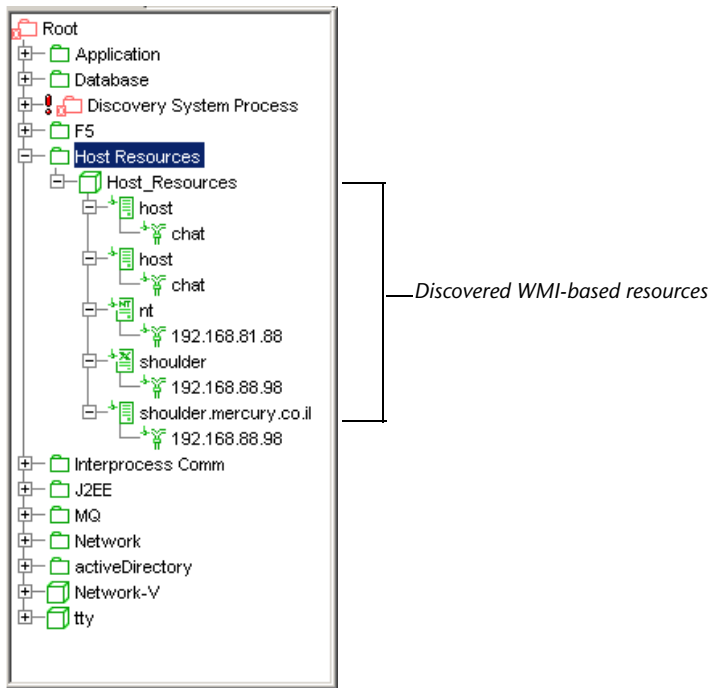 Root
Application
Database
Discovery System Process
F5
Host Resources
Host_Resources
host
chat
host
chat
nt
192.168.81.88
shoulder
192.168.88.98
shoulder.mercury.co.il
192.168.88.98
Interprocess Comm
J2EE
MQ
Network
activeDirectory
Network-V
tty
Discovered WMI-based resources